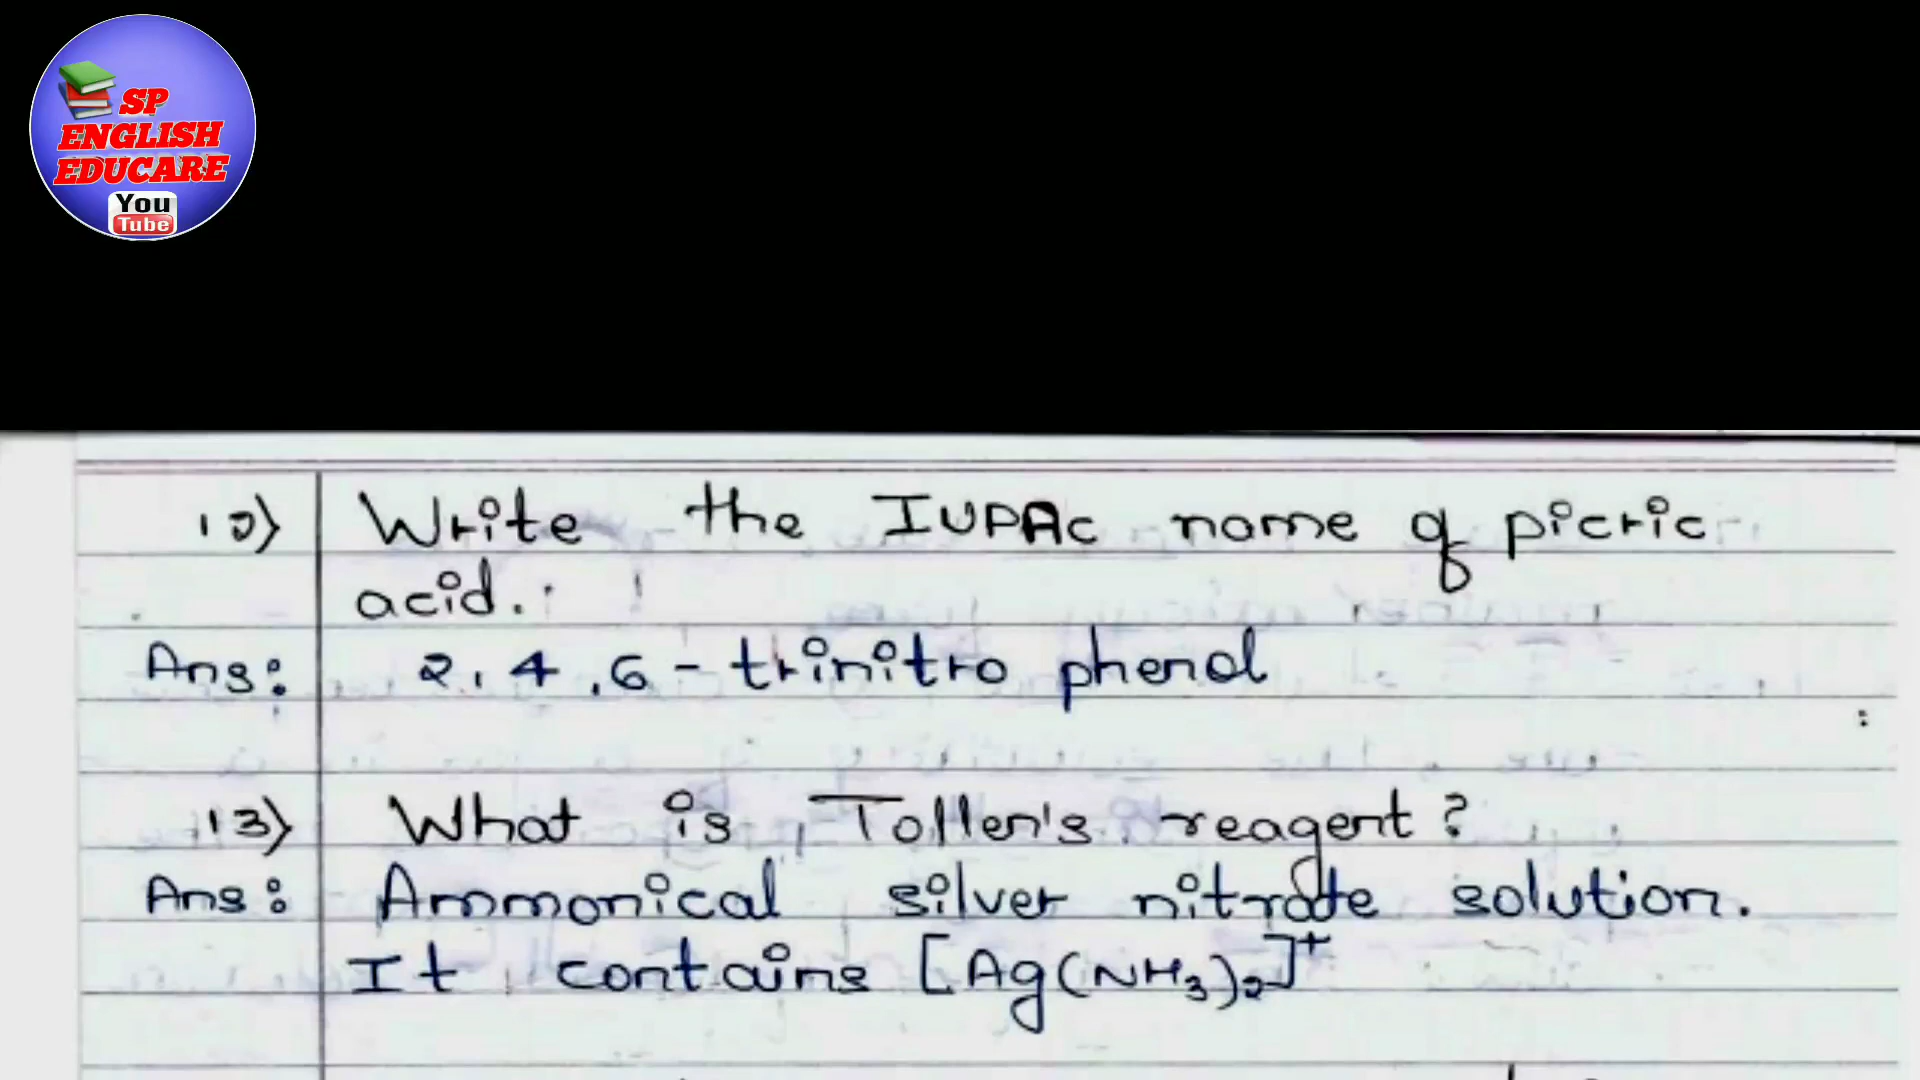 SP
ENGLISH
EDUCARE
You
Tube
12) Write the IUPAC name of picric
acid.
Ans: 2,4,6-trinitro phenol
13) What is Tollen's reagent?
Ans: Ammonical silver nitrate solution.
It contains [Ag(NH₃)₂]⁺